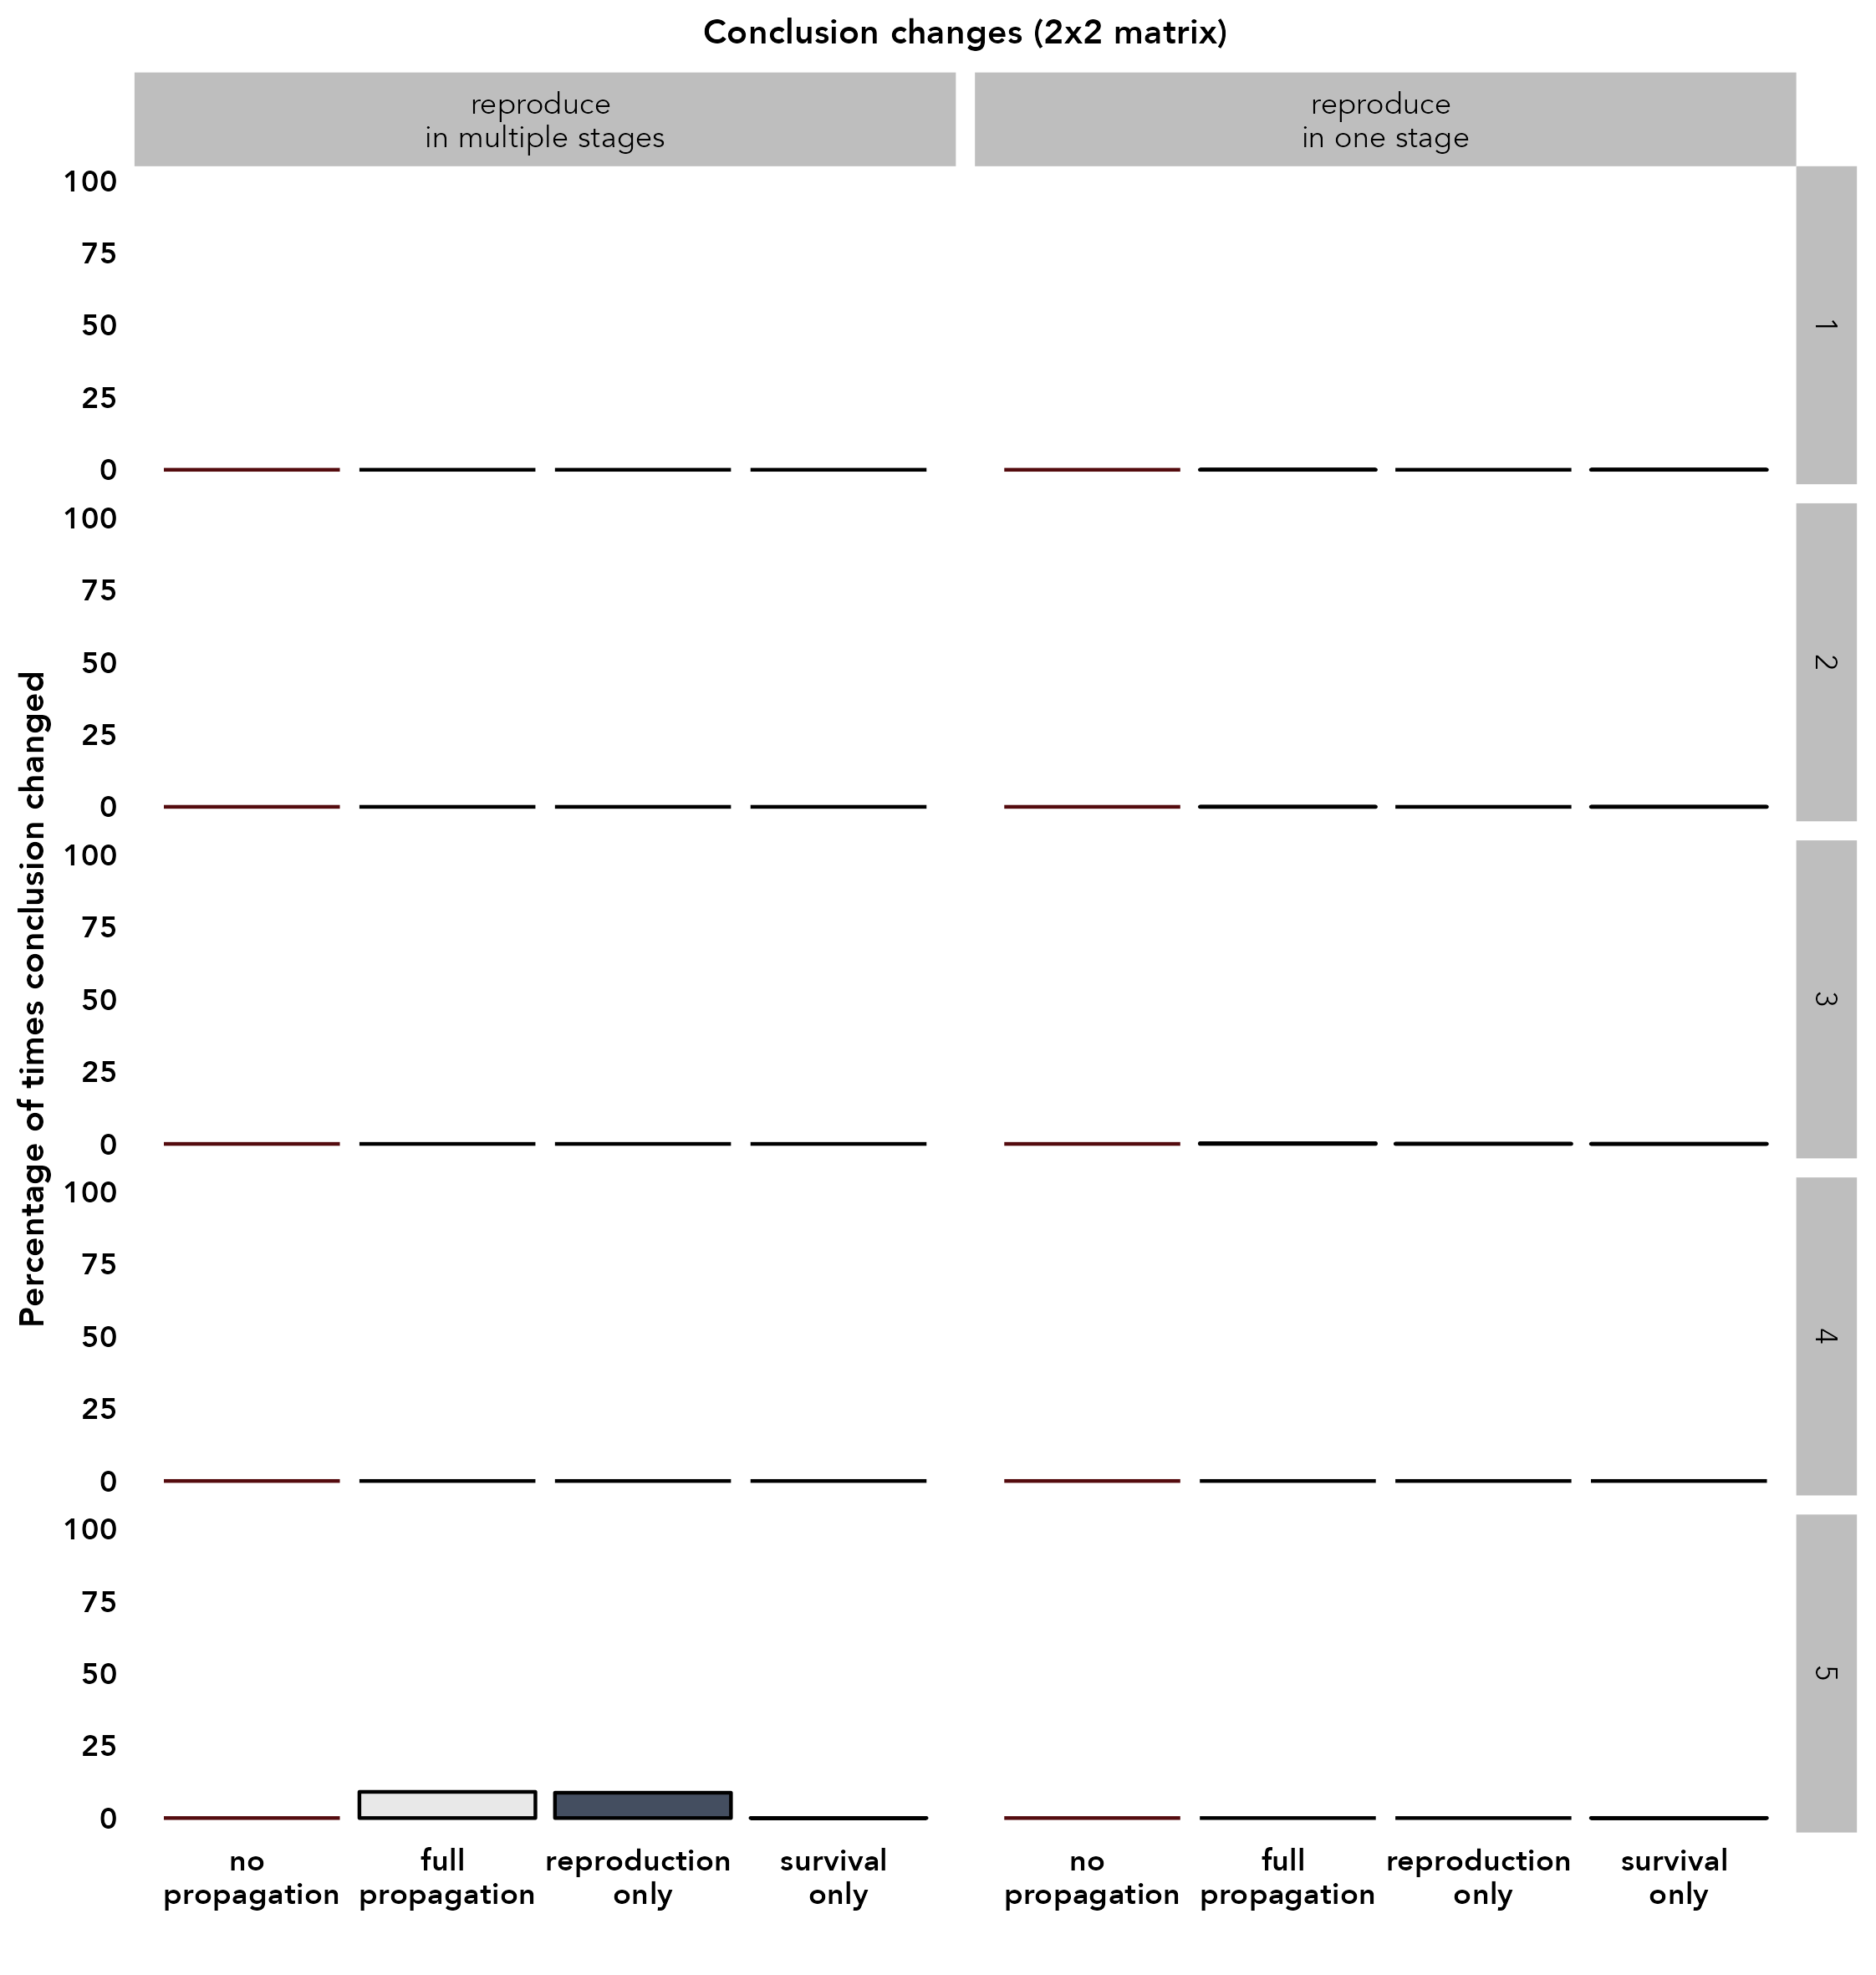 Conclusion changes (2x2 matrix)
reproduce
in multiple stages
reproduce
in one stage
Percentage of times conclusion changed
100
75
50
25
0
1
100
75
50
25
0
2
100
75
50
25
0
3
100
75
50
25
0
4
100
75
50
25
0
5
no
propagation
full
propagation
reproduction
only
survival
only
no
propagation
full
propagation
reproduction
only
survival
only